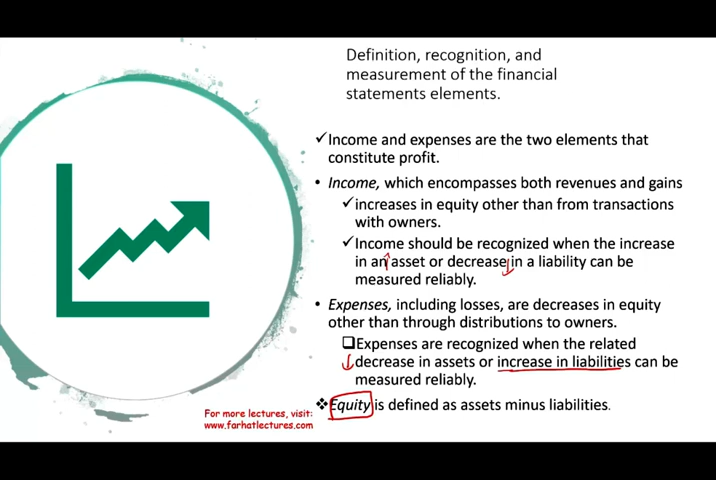 Definition, recognition, and
measurement of the financial
statements elements.
✓Income and expenses are the two elements that
constitute profit.
• Income, which encompasses both revenues and gains
✓increases in equity other than from transactions
with owners.
✓Income should be recognized when the increase
in an asset or decrease in a liability can be
measured reliably.
• Expenses, including losses, are decreases in equity
other than through distributions to owners.
❑Expenses are recognized when the related
decrease in assets or increase in liabilities can be
measured reliably.
❖Equity is defined as assets minus liabilities.
For more lectures, visit:
www.farhatlectures.com